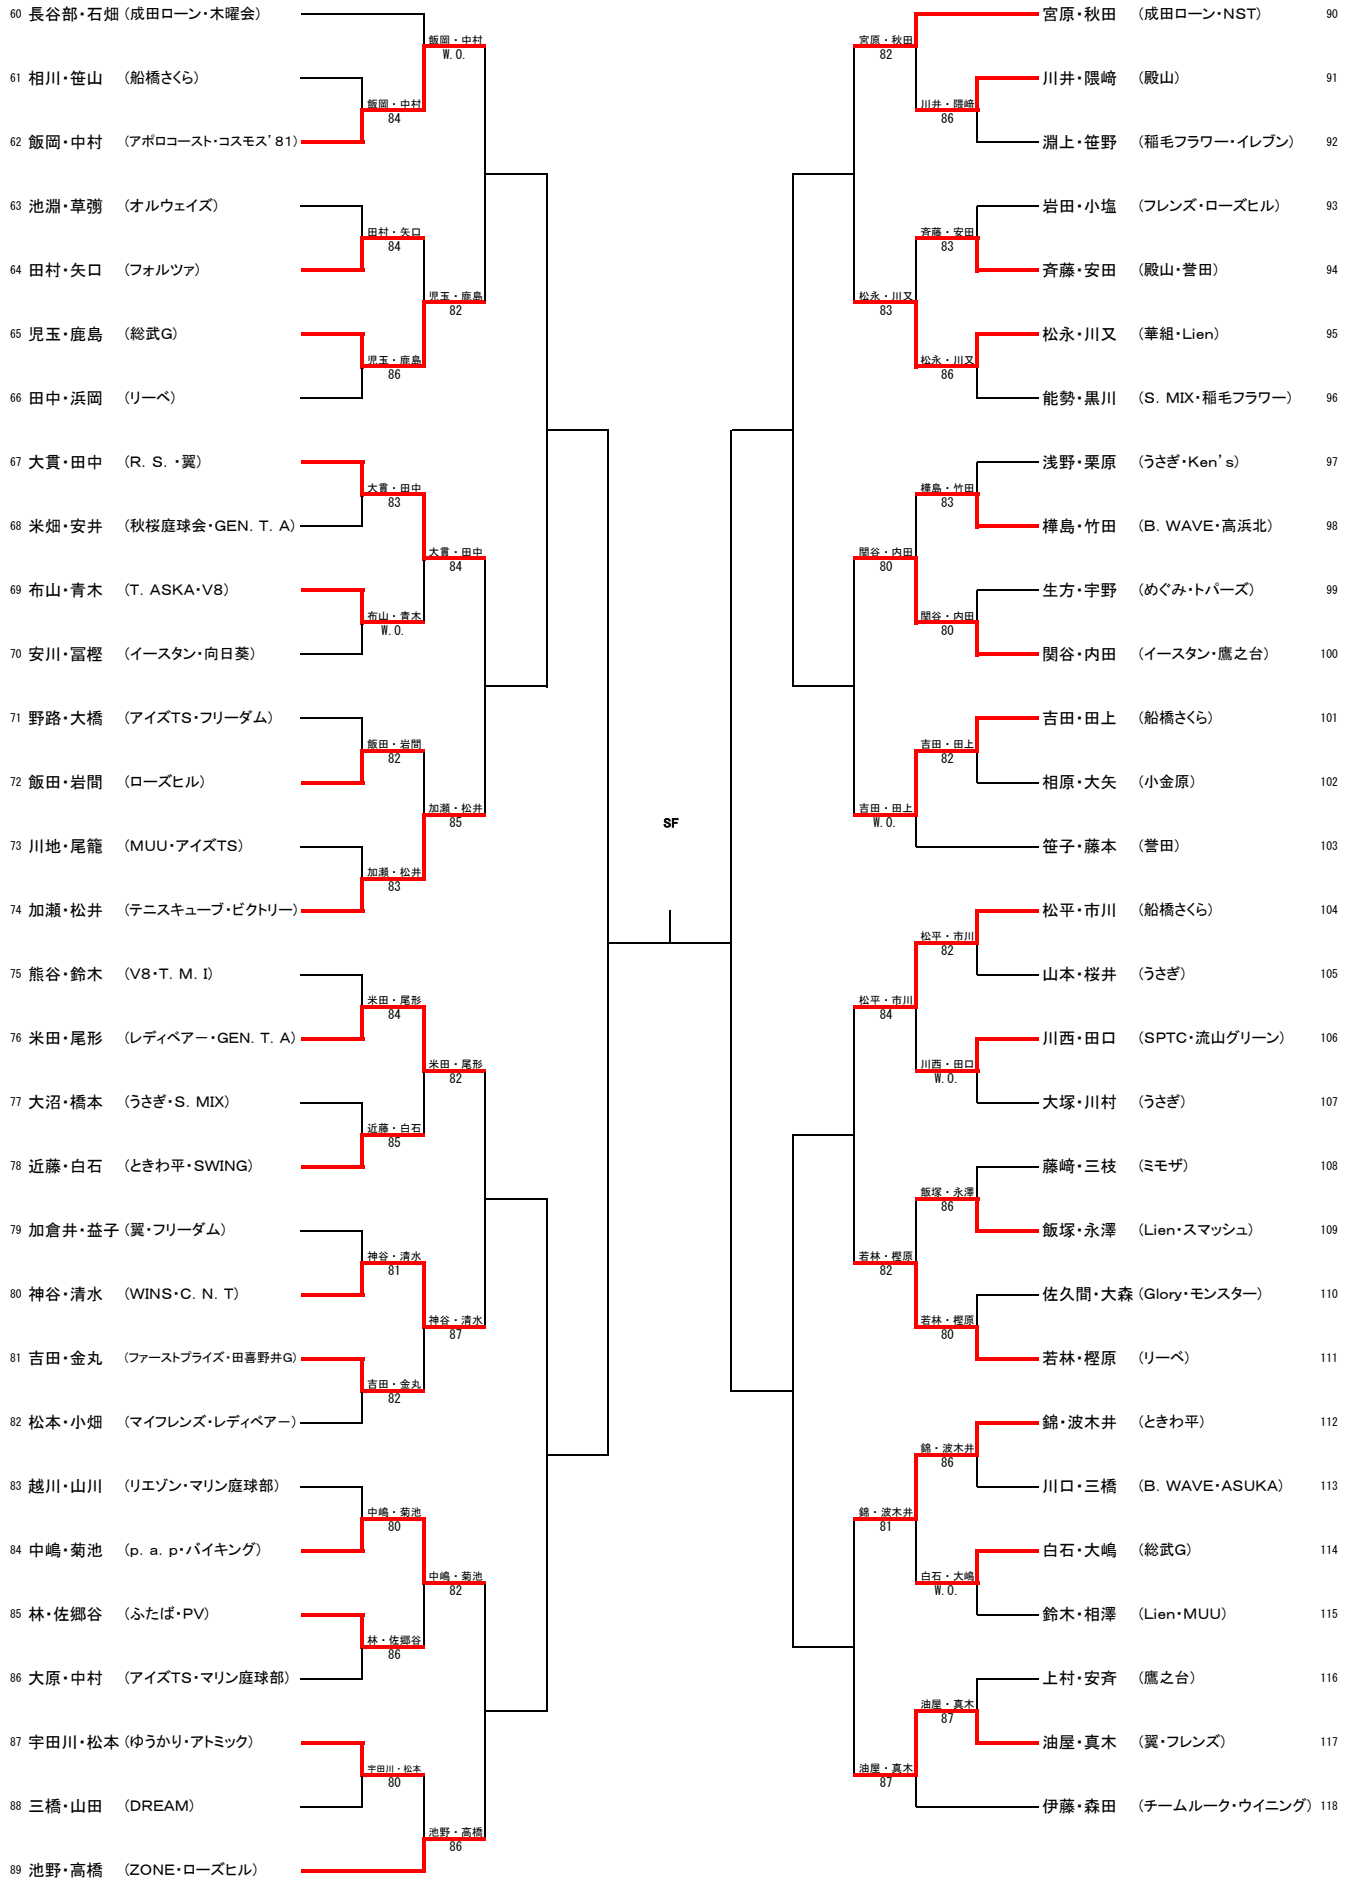 60 長谷部・石畑 (成田ローン・木曜会)
61 相川・笹山 (船橋さくら)
62 飯岡・中村 (アポロコースト・コスモス'81)
63 池淵・草彅 (オルウェイズ)
64 田村・矢口 (フォルツァ)
65 児玉・鹿島 (総武G)
66 田中・浜岡 (リーベ)
67 大貫・田中 (R. S. ・翼)
68 米畑・安井 (秋桜庭球会・GEN. T. A)
69 布山・青木 (T. ASKA・V8)
70 安川・冨樫 (イースタン・向日葵)
71 野路・大橋 (アイズTS・フリーダム)
72 飯田・岩間 (ローズヒル)
73 川地・尾籠 (MUU・アイズTS)
74 加瀬・松井 (テニスキューブ・ビクトリー)
75 熊谷・鈴木 (V8・T. M. I)
76 米田・尾形 (レディベアー・GEN. T. A)
77 大沼・橋本 (うさぎ・S. MIX)
78 近藤・白石 (ときわ平・SWING)
79 加倉井・益子 (翼・フリーダム)
80 神谷・清水 (WINS・C. N. T)
81 吉田・金丸 (ファーストプライズ・田喜野井G)
82 松本・小畑 (マイフレンズ・レディベアー)
83 越川・山川 (リエゾン・マリン庭球部)
84 中嶋・菊池 (p. a. p・バイキング)
85 林・佐郷谷 (ふたば・PV)
86 大原・中村 (アイズTS・マリン庭球部)
87 宇田川・松本 (ゆうかり・アトミック)
88 三橋・山田 (DREAM)
89 池野・高橋 (ZONE・ローズヒル)
飯岡・中村
84
田村・矢口
84
児玉・鹿島
86
大貫・田中
83
布山・青木
W.O.
飯田・岩間
82
加瀬・松井
83
米田・尾形
84
近藤・白石
85
神谷・清水
81
吉田・金丸
82
中嶋・菊池
80
林・佐郷谷
86
宇田川・松本
80
飯岡・中村
W.O.
児玉・鹿島
82
大貫・田中
84
加瀬・松井
85
米田・尾形
82
神谷・清水
87
中嶋・菊池
82
池野・高橋
86
SF
宮原・秋田
82
松永・川又
83
関谷・内田
80
吉田・田上
W.O.
松平・市川
84
若林・樫原
82
錦・波木井
81
油屋・真木
87
川井・隈﨑
86
斉藤・安田
83
松永・川又
86
樺島・竹田
83
関谷・内田
80
吉田・田上
82
松平・市川
82
川西・田口
W.O.
飯塚・永澤
86
若林・樫原
80
錦・波木井
86
白石・大嶋
W.O.
油屋・真木
87
宮原・秋田 (成田ローン・NST) 90
川井・隈﨑 (殿山) 91
淵上・笹野 (稲毛フラワー・イレブン) 92
岩田・小塩 (フレンズ・ローズヒル) 93
斉藤・安田 (殿山・誉田) 94
松永・川又 (華組・Lien) 95
能勢・黒川 (S. MIX・稲毛フラワー) 96
浅野・栗原 (うさぎ・Ken's) 97
樺島・竹田 (B. WAVE・高浜北) 98
生方・宇野 (めぐみ・トパーズ) 99
関谷・内田 (イースタン・鷹之台) 100
吉田・田上 (船橋さくら) 101
相原・大矢 (小金原) 102
笹子・藤本 (誉田) 103
松平・市川 (船橋さくら) 104
山本・桜井 (うさぎ) 105
川西・田口 (SPTC・流山グリーン) 106
大塚・川村 (うさぎ) 107
藤﨑・三枝 (ミモザ) 108
飯塚・永澤 (Lien・スマッシュ) 109
佐久間・大森 (Glory・モンスター) 110
若林・樫原 (リーベ) 111
錦・波木井 (ときわ平) 112
川口・三橋 (B. WAVE・ASUKA) 113
白石・大嶋 (総武G) 114
鈴木・相澤 (Lien・MUU) 115
上村・安斉 (鷹之台) 116
油屋・真木 (翼・フレンズ) 117
伊藤・森田 (チームルーク・ウイニング) 118